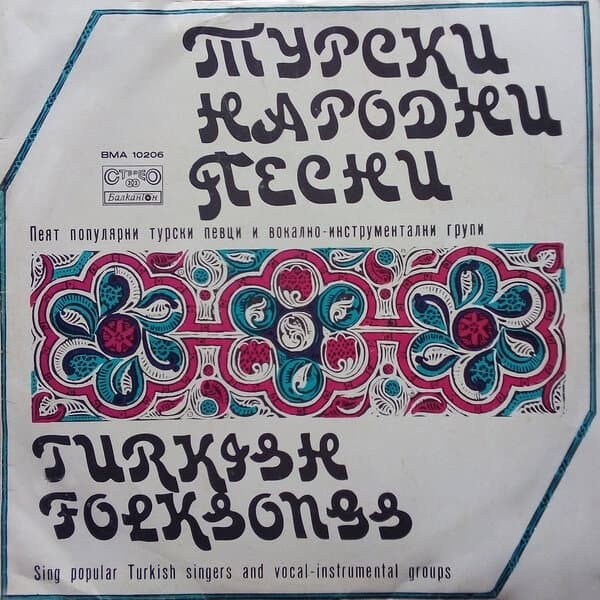 ТУРСКИ
НАРОДНИ
ПЕСНИ
ВМА 10206
СТЕРЕО
33
Балкантон
Пеят популярни турски певци и вокално-инструментални групи
TURKISH
FOLKSONGS
Sing popular Turkish singers and vocal-instrumental groups